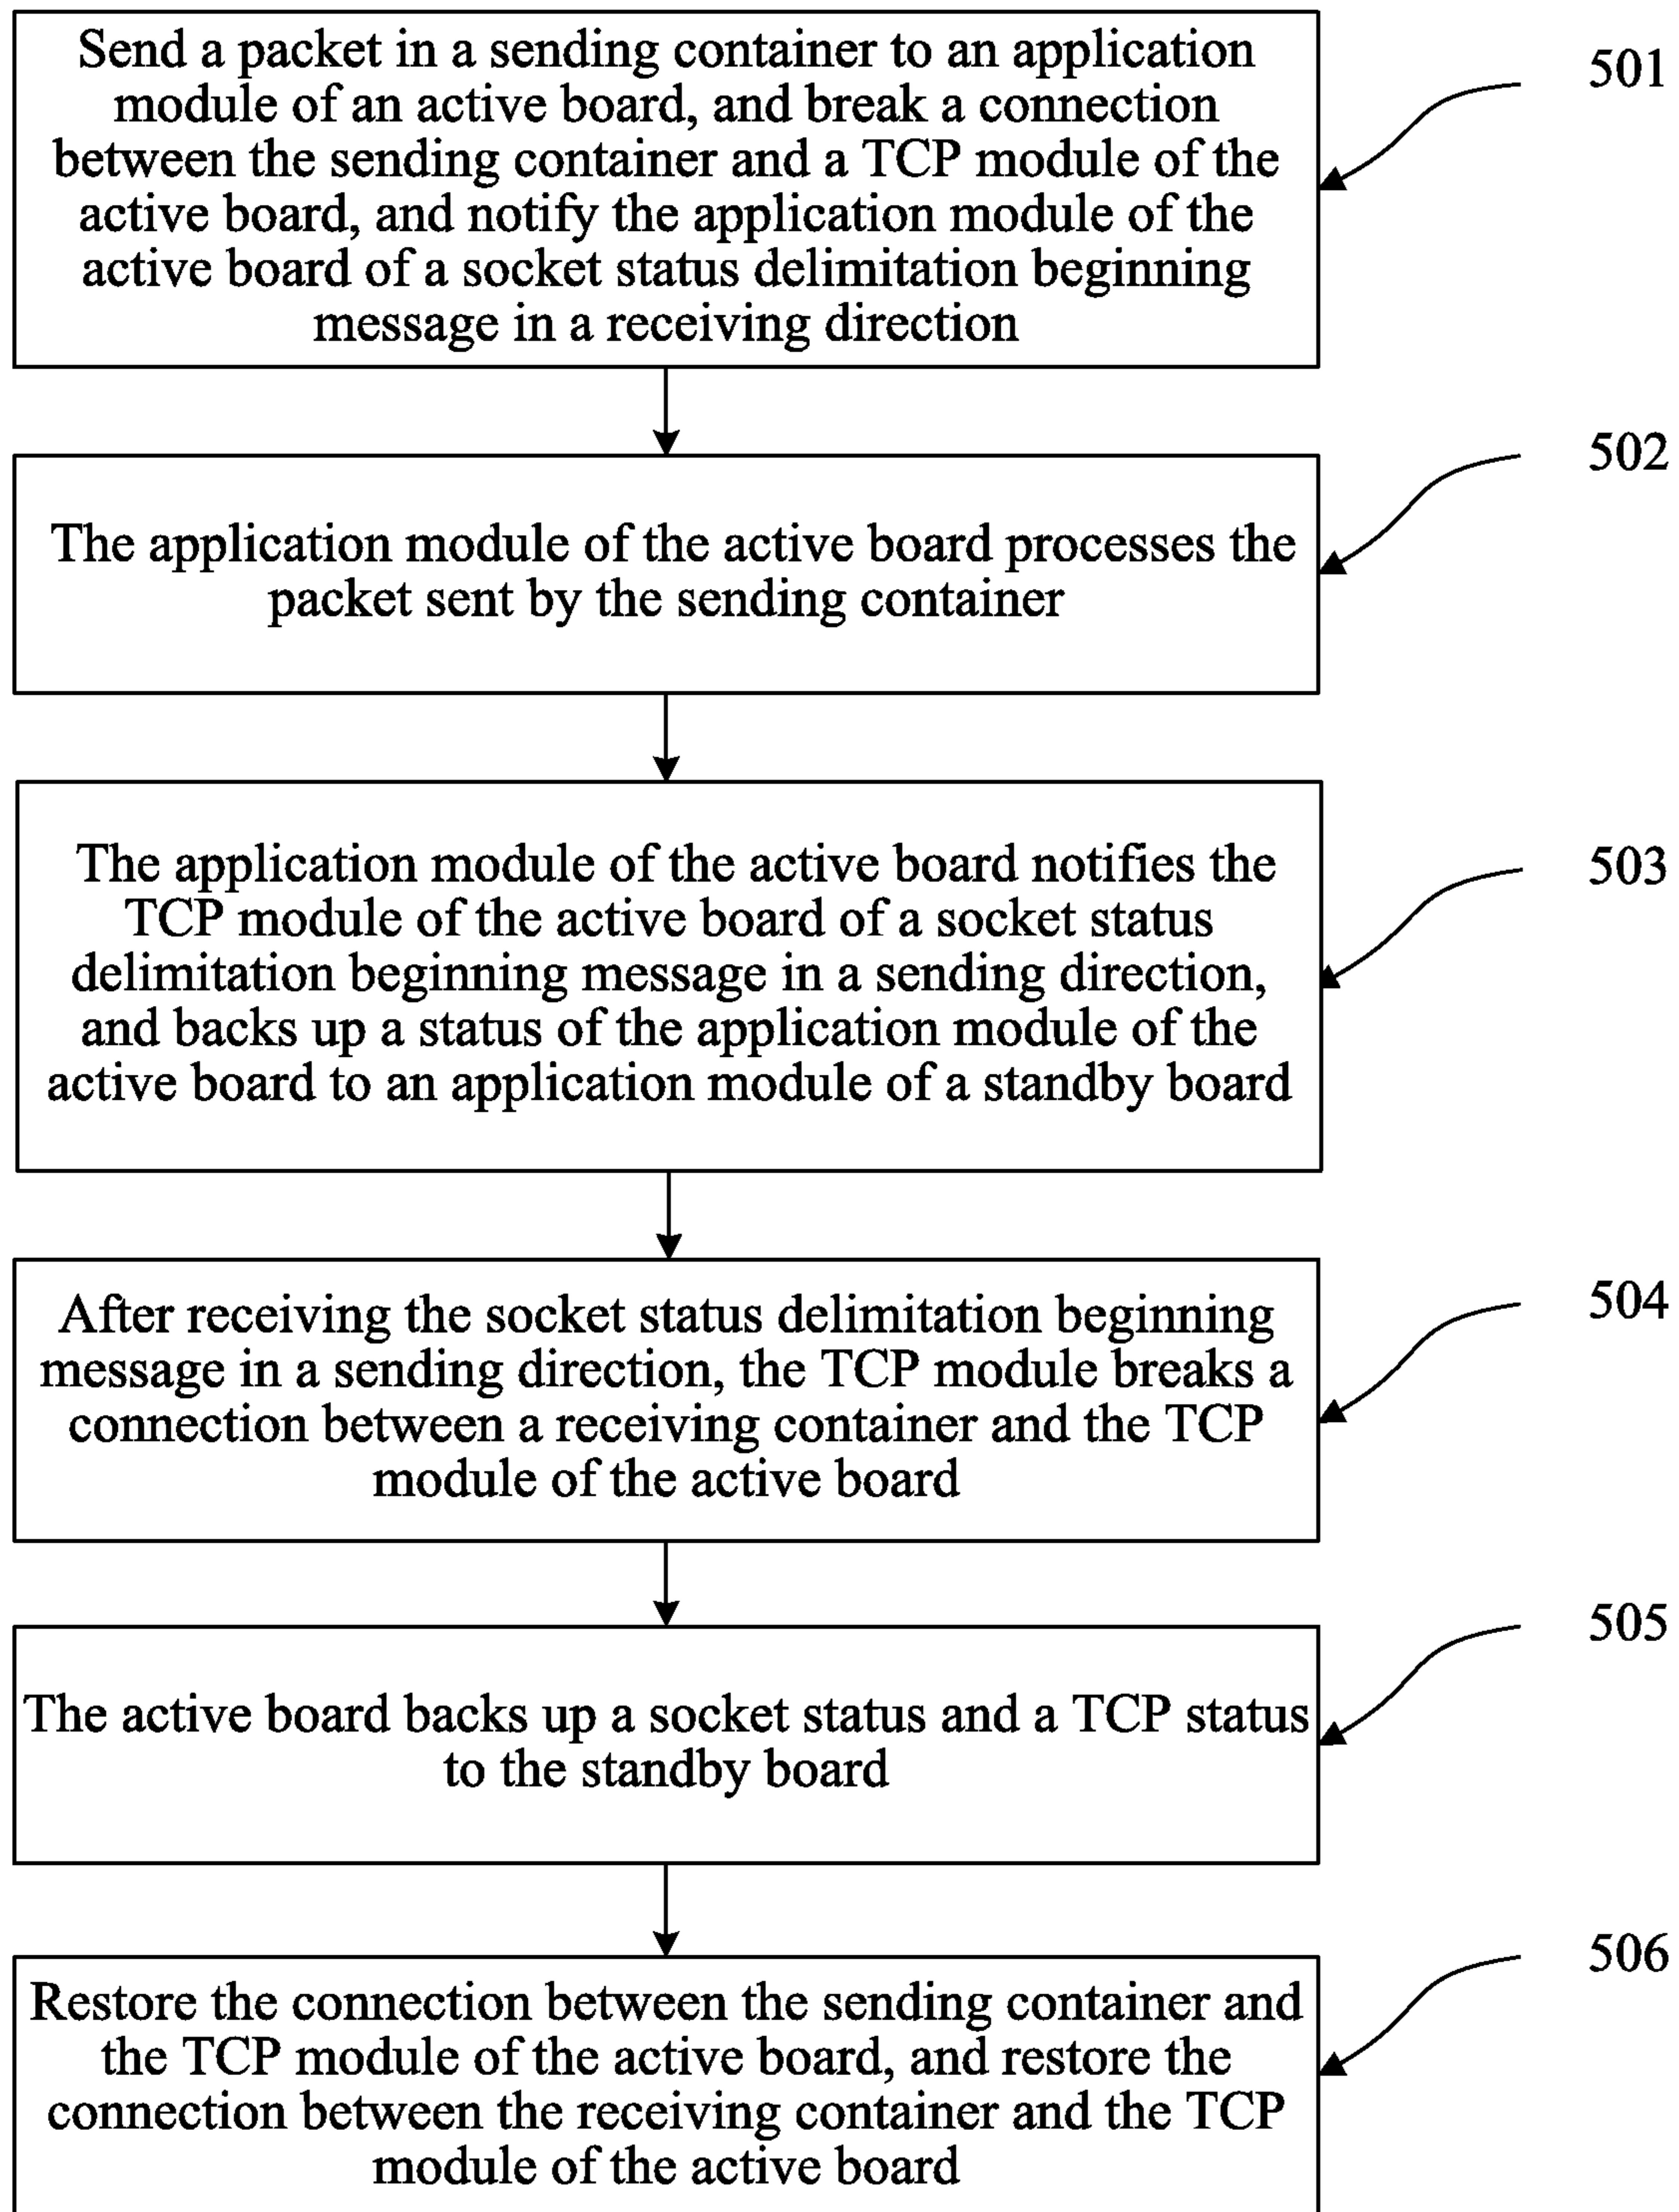 Send a packet in a sending container to an application
module of an active board, and break a connection
between the sending container and a TCP module of the
active board, and notify the application module of the
active board of a socket status delimitation beginning
message in a receiving direction
501
The application module of the active board processes the
packet sent by the sending container
502
The application module of the active board notifies the
TCP module of the active board of a socket status
delimitation beginning message in a sending direction,
and backs up a status of the application module of the
active board to an application module of a standby board
503
After receiving the socket status delimitation beginning
message in a sending direction, the TCP module breaks a
connection between a receiving container and the TCP
module of the active board
504
The active board backs up a socket status and a TCP status
to the standby board
505
Restore the connection between the sending container and
the TCP module of the active board, and restore the
connection between the receiving container and the TCP
module of the active board
506